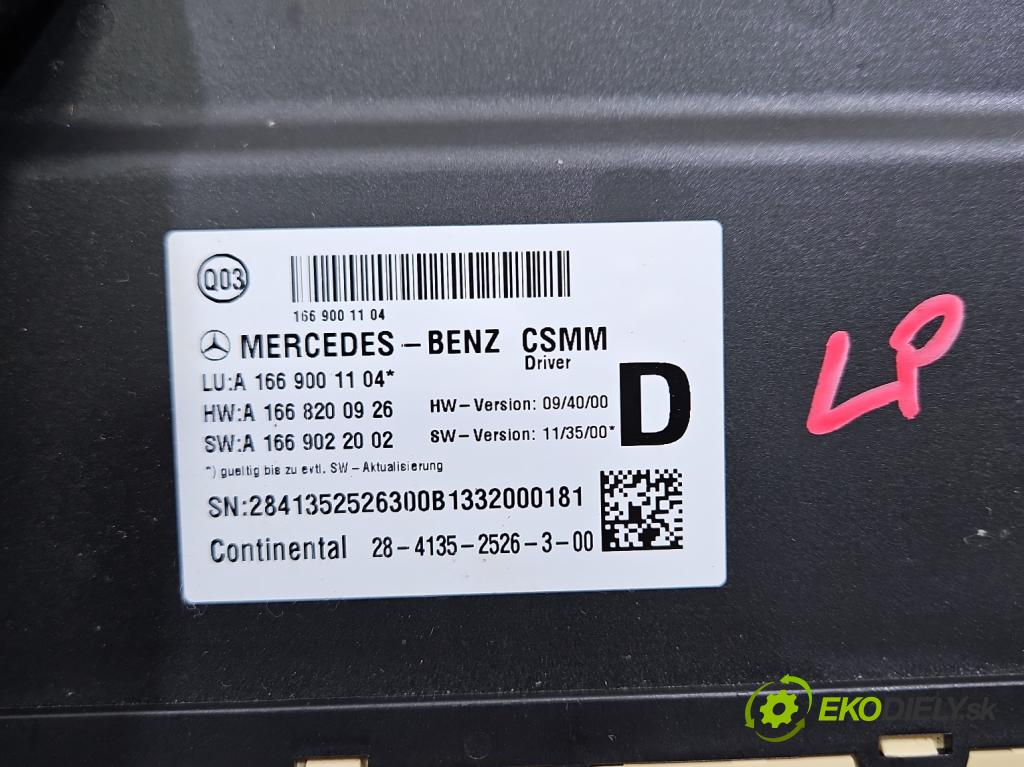 Q03
166 900 11 04
MERCEDES-BENZ CSMM
Driver
LU:A 166 900 11 04*
HW:A 166 820 09 26 HW-Version: 09/40/00
SW:A 166 902 20 02 SW-Version: 11/35/00*
D
*) gueltig bis zu evtl. SW-Aktualisierung
SN:2841352526300B1332000181
Continental 28-4135-2526-3-00
LP
EKODIELY.sk